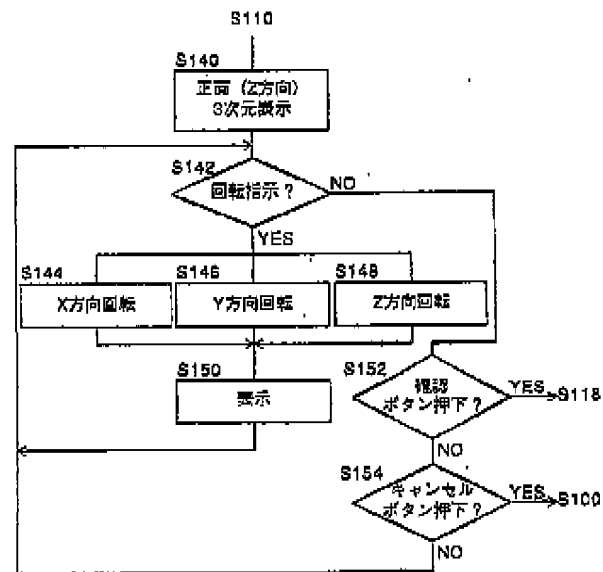 S110
S140
正面（Z方向）
3次元表示
S142
回転指示？
NO
YES
S144
X方向回転
S146
Y方向回転
S148
Z方向回転
S150
表示
S152
確認
ボタン押下？
YES
S118
NO
S154
キャンセル
ボタン押下？
YES
S100
NO